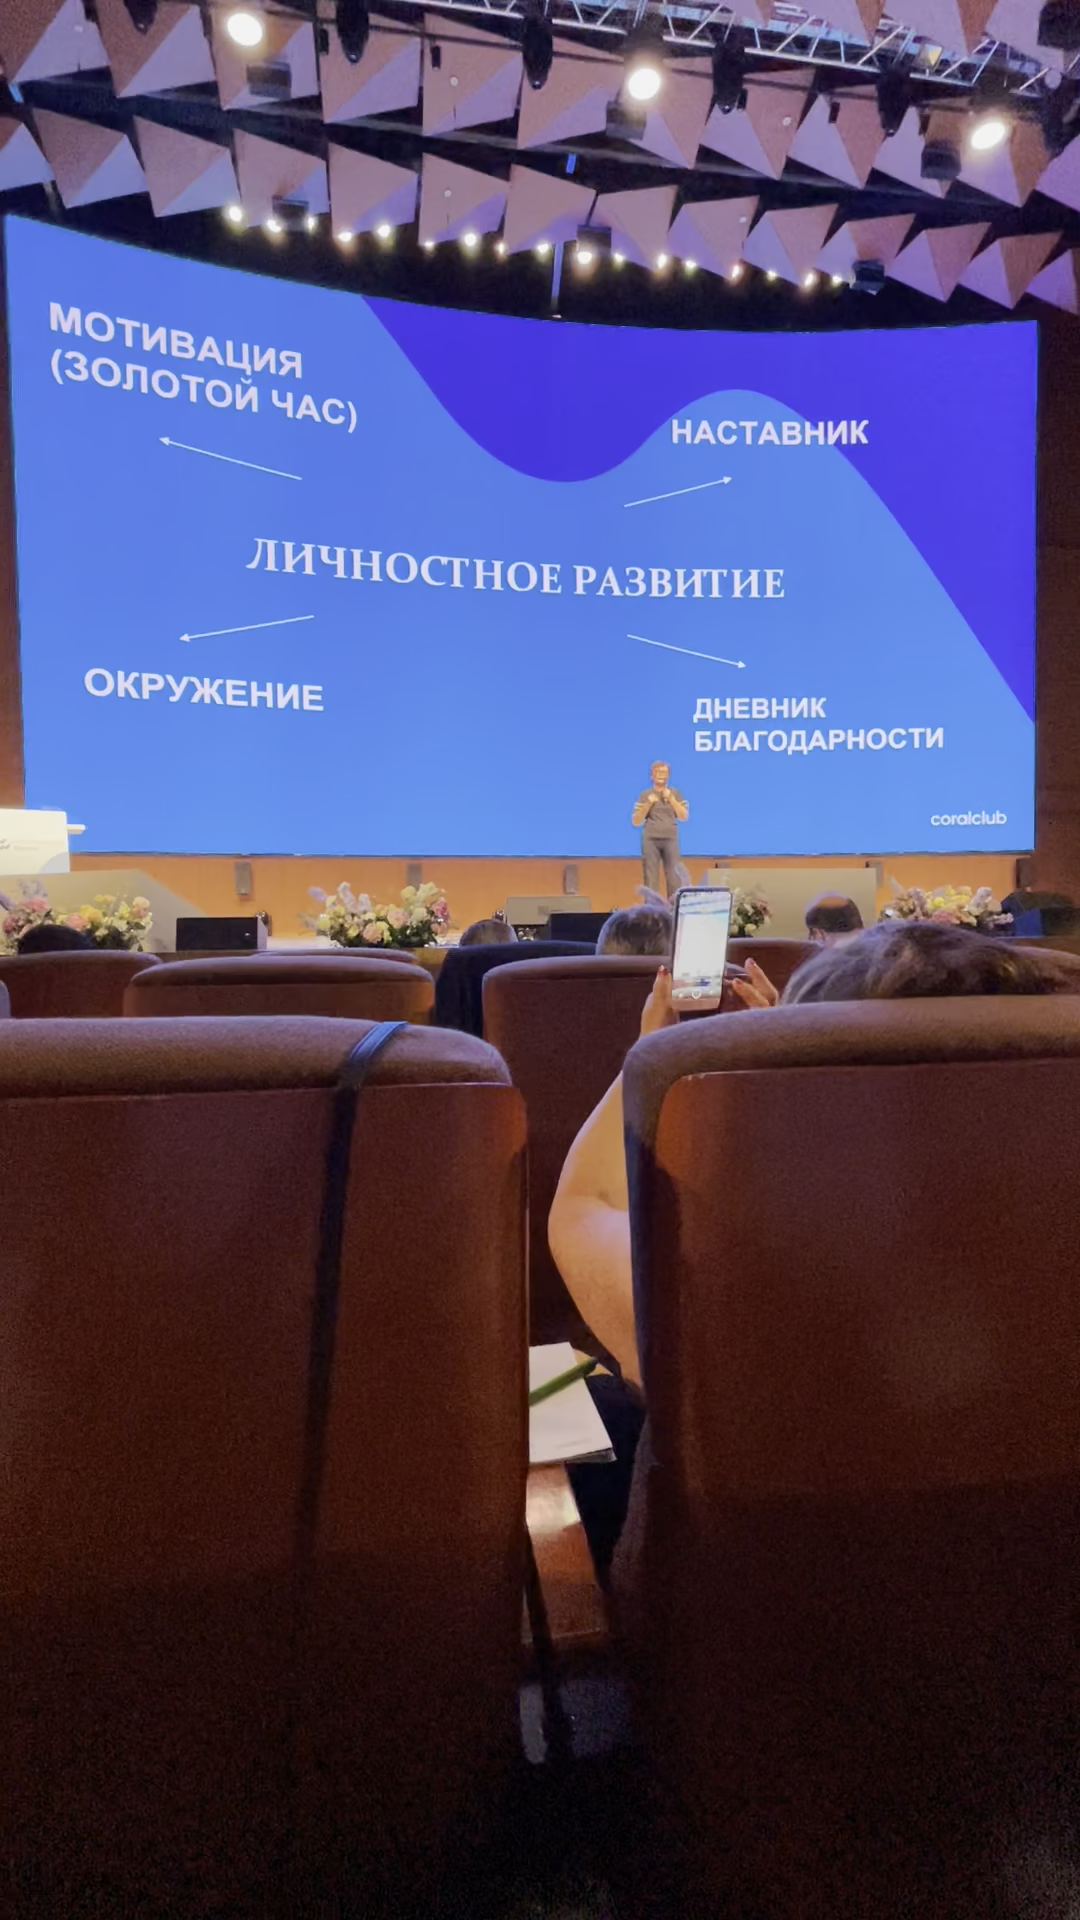 МОТИВАЦИЯ
(ЗОЛОТОЙ ЧАС)
НАСТАВНИК
ЛИЧНОСТНОЕ РАЗВИТИЕ
ОКРУЖЕНИЕ
ДНЕВНИК
БЛАГОДАРНОСТИ
coralclub